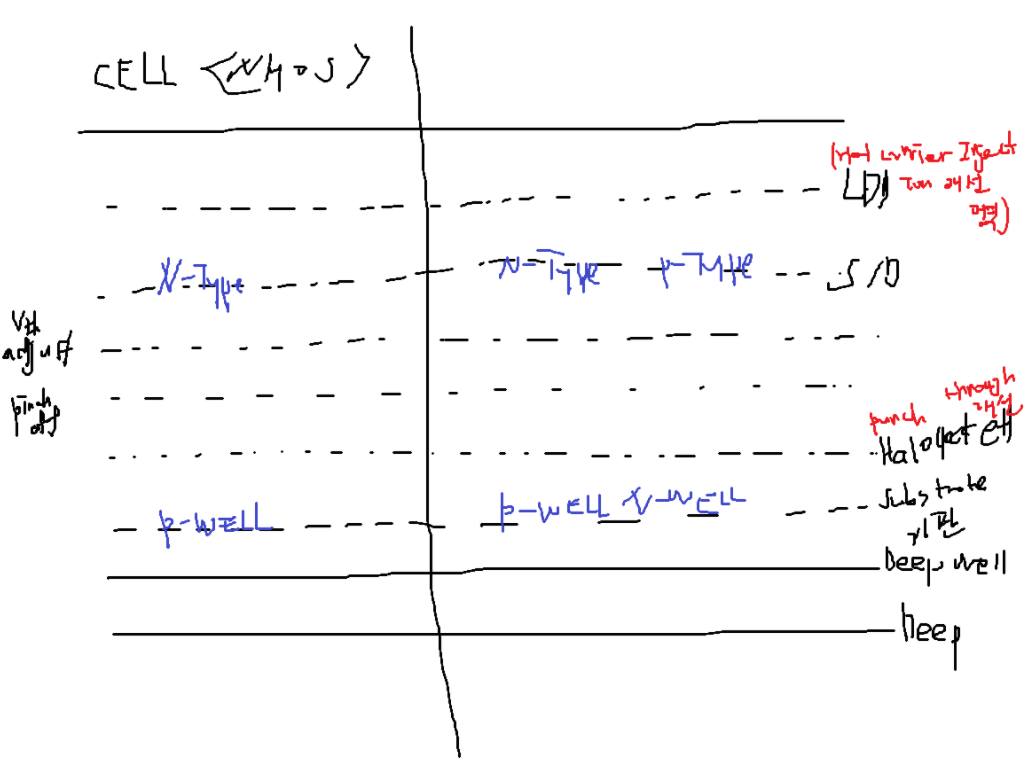 CELL <NMOS>
(Hot carrier Inject
Ion 개선
LDD
N-Type
N-Type P-Type
S/D
Vth
adjust
pinch
off
through
개선
punch
Halo
P-WELL
P-WELL N-WELL
substrate
기판
Deep well
Deep